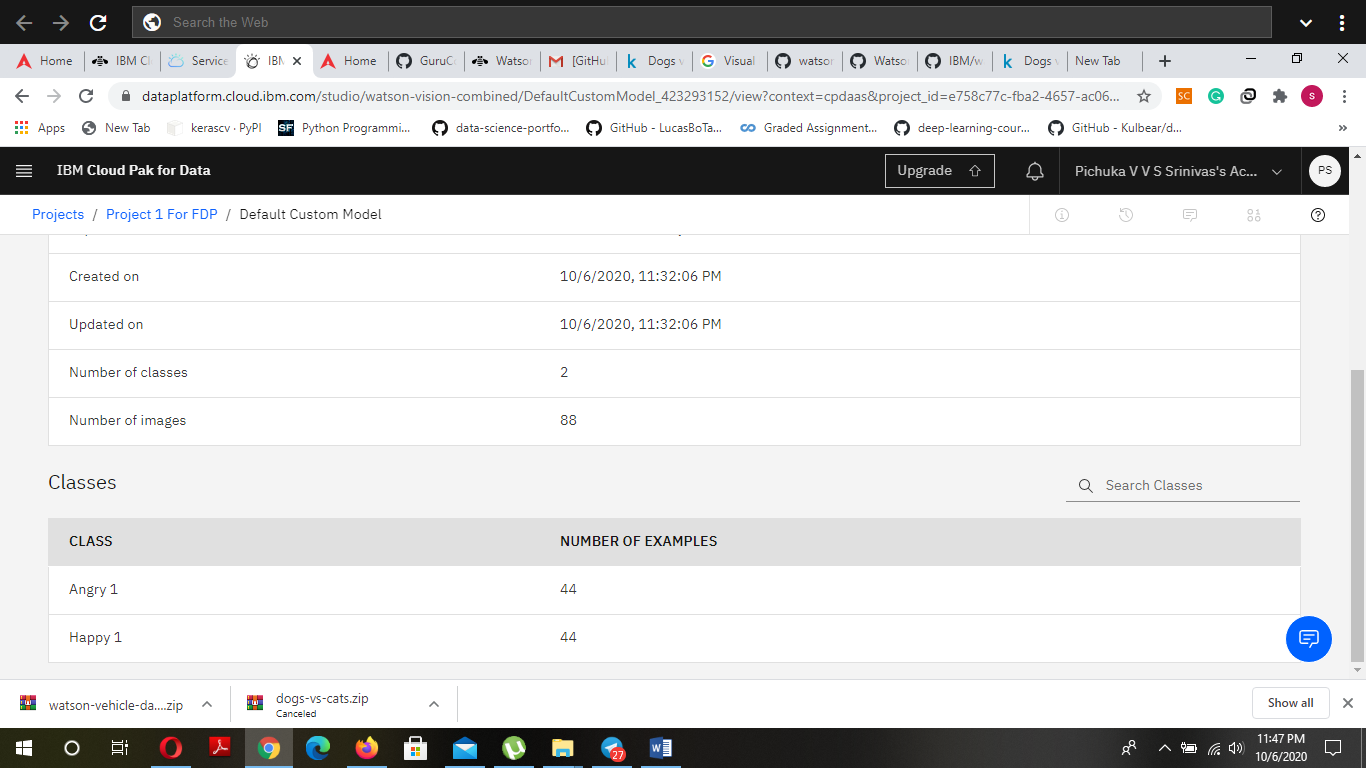 Search the Web
Home
IBM Cl
Service
IBM
Home
GuruC
Watson
[GitHu
Dogs v
Visual
watson
Watso
IBM/w
Dogs v
New Tab
dataplatform.cloud.ibm.com/studio/watson-vision-combined/DefaultCustomModel_423293152/view?context=cpdaas&project_id=e758c77c-fba2-4657-ac06...
SC
S
Apps
New Tab
kerascv · PyPI
SF
Python Programmi...
data-science-portfo...
GitHub - LucasBoTa...
Graded Assignment...
deep-learning-cour...
GitHub - Kulbear/d...
»
IBM Cloud Pak for Data
Upgrade
Pichuka V V S Srinivas's Ac...
PS
Projects / Project 1 For FDP / Default Custom Model
Created on 10/6/2020, 11:32:06 PM
Updated on 10/6/2020, 11:32:06 PM
Number of classes 2
Number of images 88
Classes
Search Classes
CLASS NUMBER OF EXAMPLES
Angry 1 44
Happy 1 44
watson-vehicle-da....zip
dogs-vs-cats.zip
Canceled
Show all
27
11:47 PM
10/6/2020